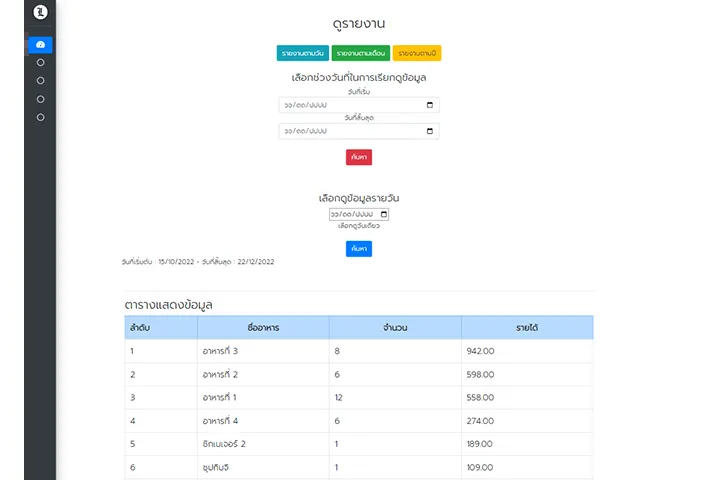 ดูรายงาน
รายงานตามวัน รายงานตามเดือน รายงานตามปี
เลือกช่วงวันที่ในการเรียกดูข้อมูล
วันที่เริ่ม
วว/ดด/ปปปป
วันที่สิ้นสุด
วว/ดด/ปปปป
ค้นหา
เลือกดูข้อมูลรายวัน
วว/ดด/ปปปป
เลือกดูวันเดียว
ค้นหา
วันที่เริ่มต้น : 15/10/2022 - วันที่สิ้นสุด : 22/12/2022
ตารางแสดงข้อมูล
ลำดับ ชื่ออาหาร จำนวน รายได้
1 อาหารที่ 3 8 942.00
2 อาหารที่ 2 6 598.00
3 อาหารที่ 1 12 558.00
4 อาหารที่ 4 6 274.00
5 ซิกเนเจอร์ 2 1 189.00
6 ซุปกิมจิ 1 109.00